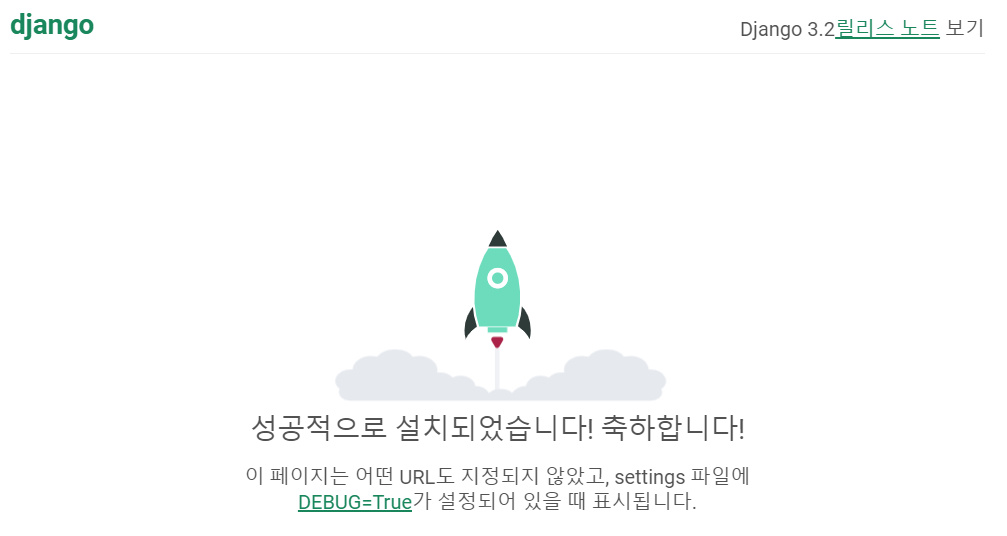 django
Django 3.2릴리스 노트 보기
성공적으로 설치되었습니다! 축하합니다!
이 페이지는 어떤 URL도 지정되지 않았고, settings 파일에
DEBUG=True가 설정되어 있을 때 표시됩니다.